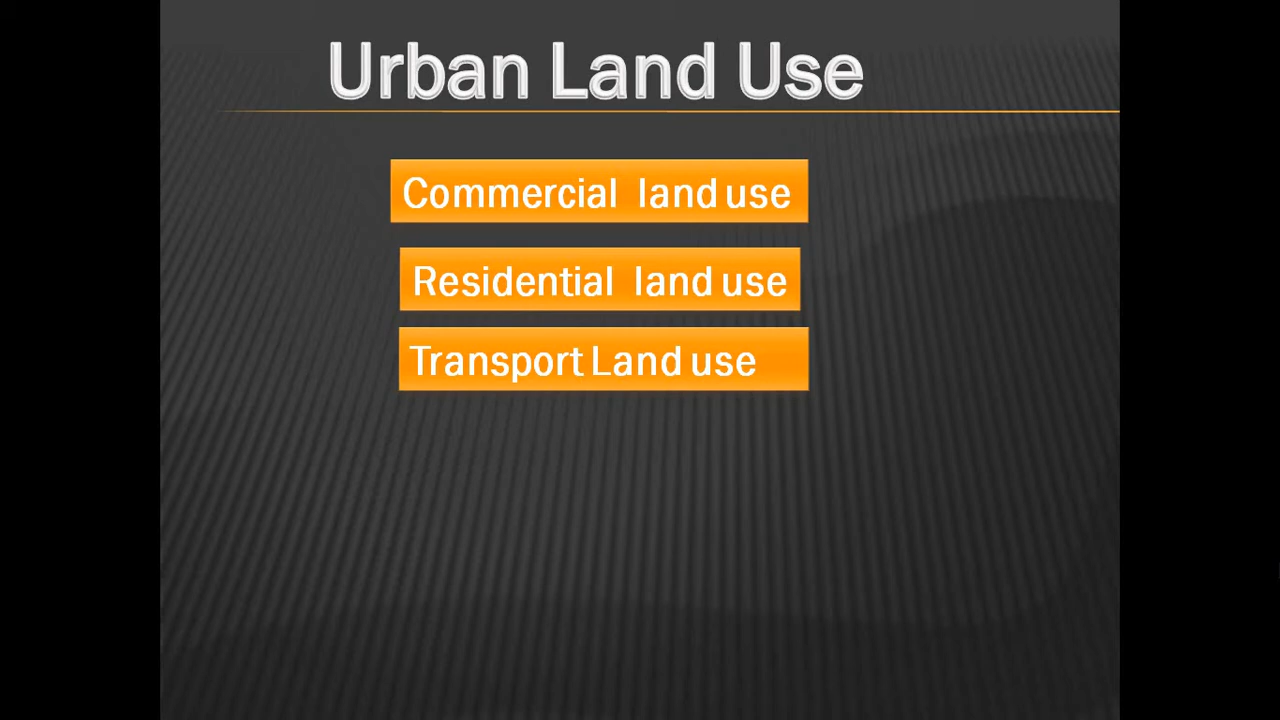 Urban Land Use
Commercial land use
Residential land use
Transport Land use